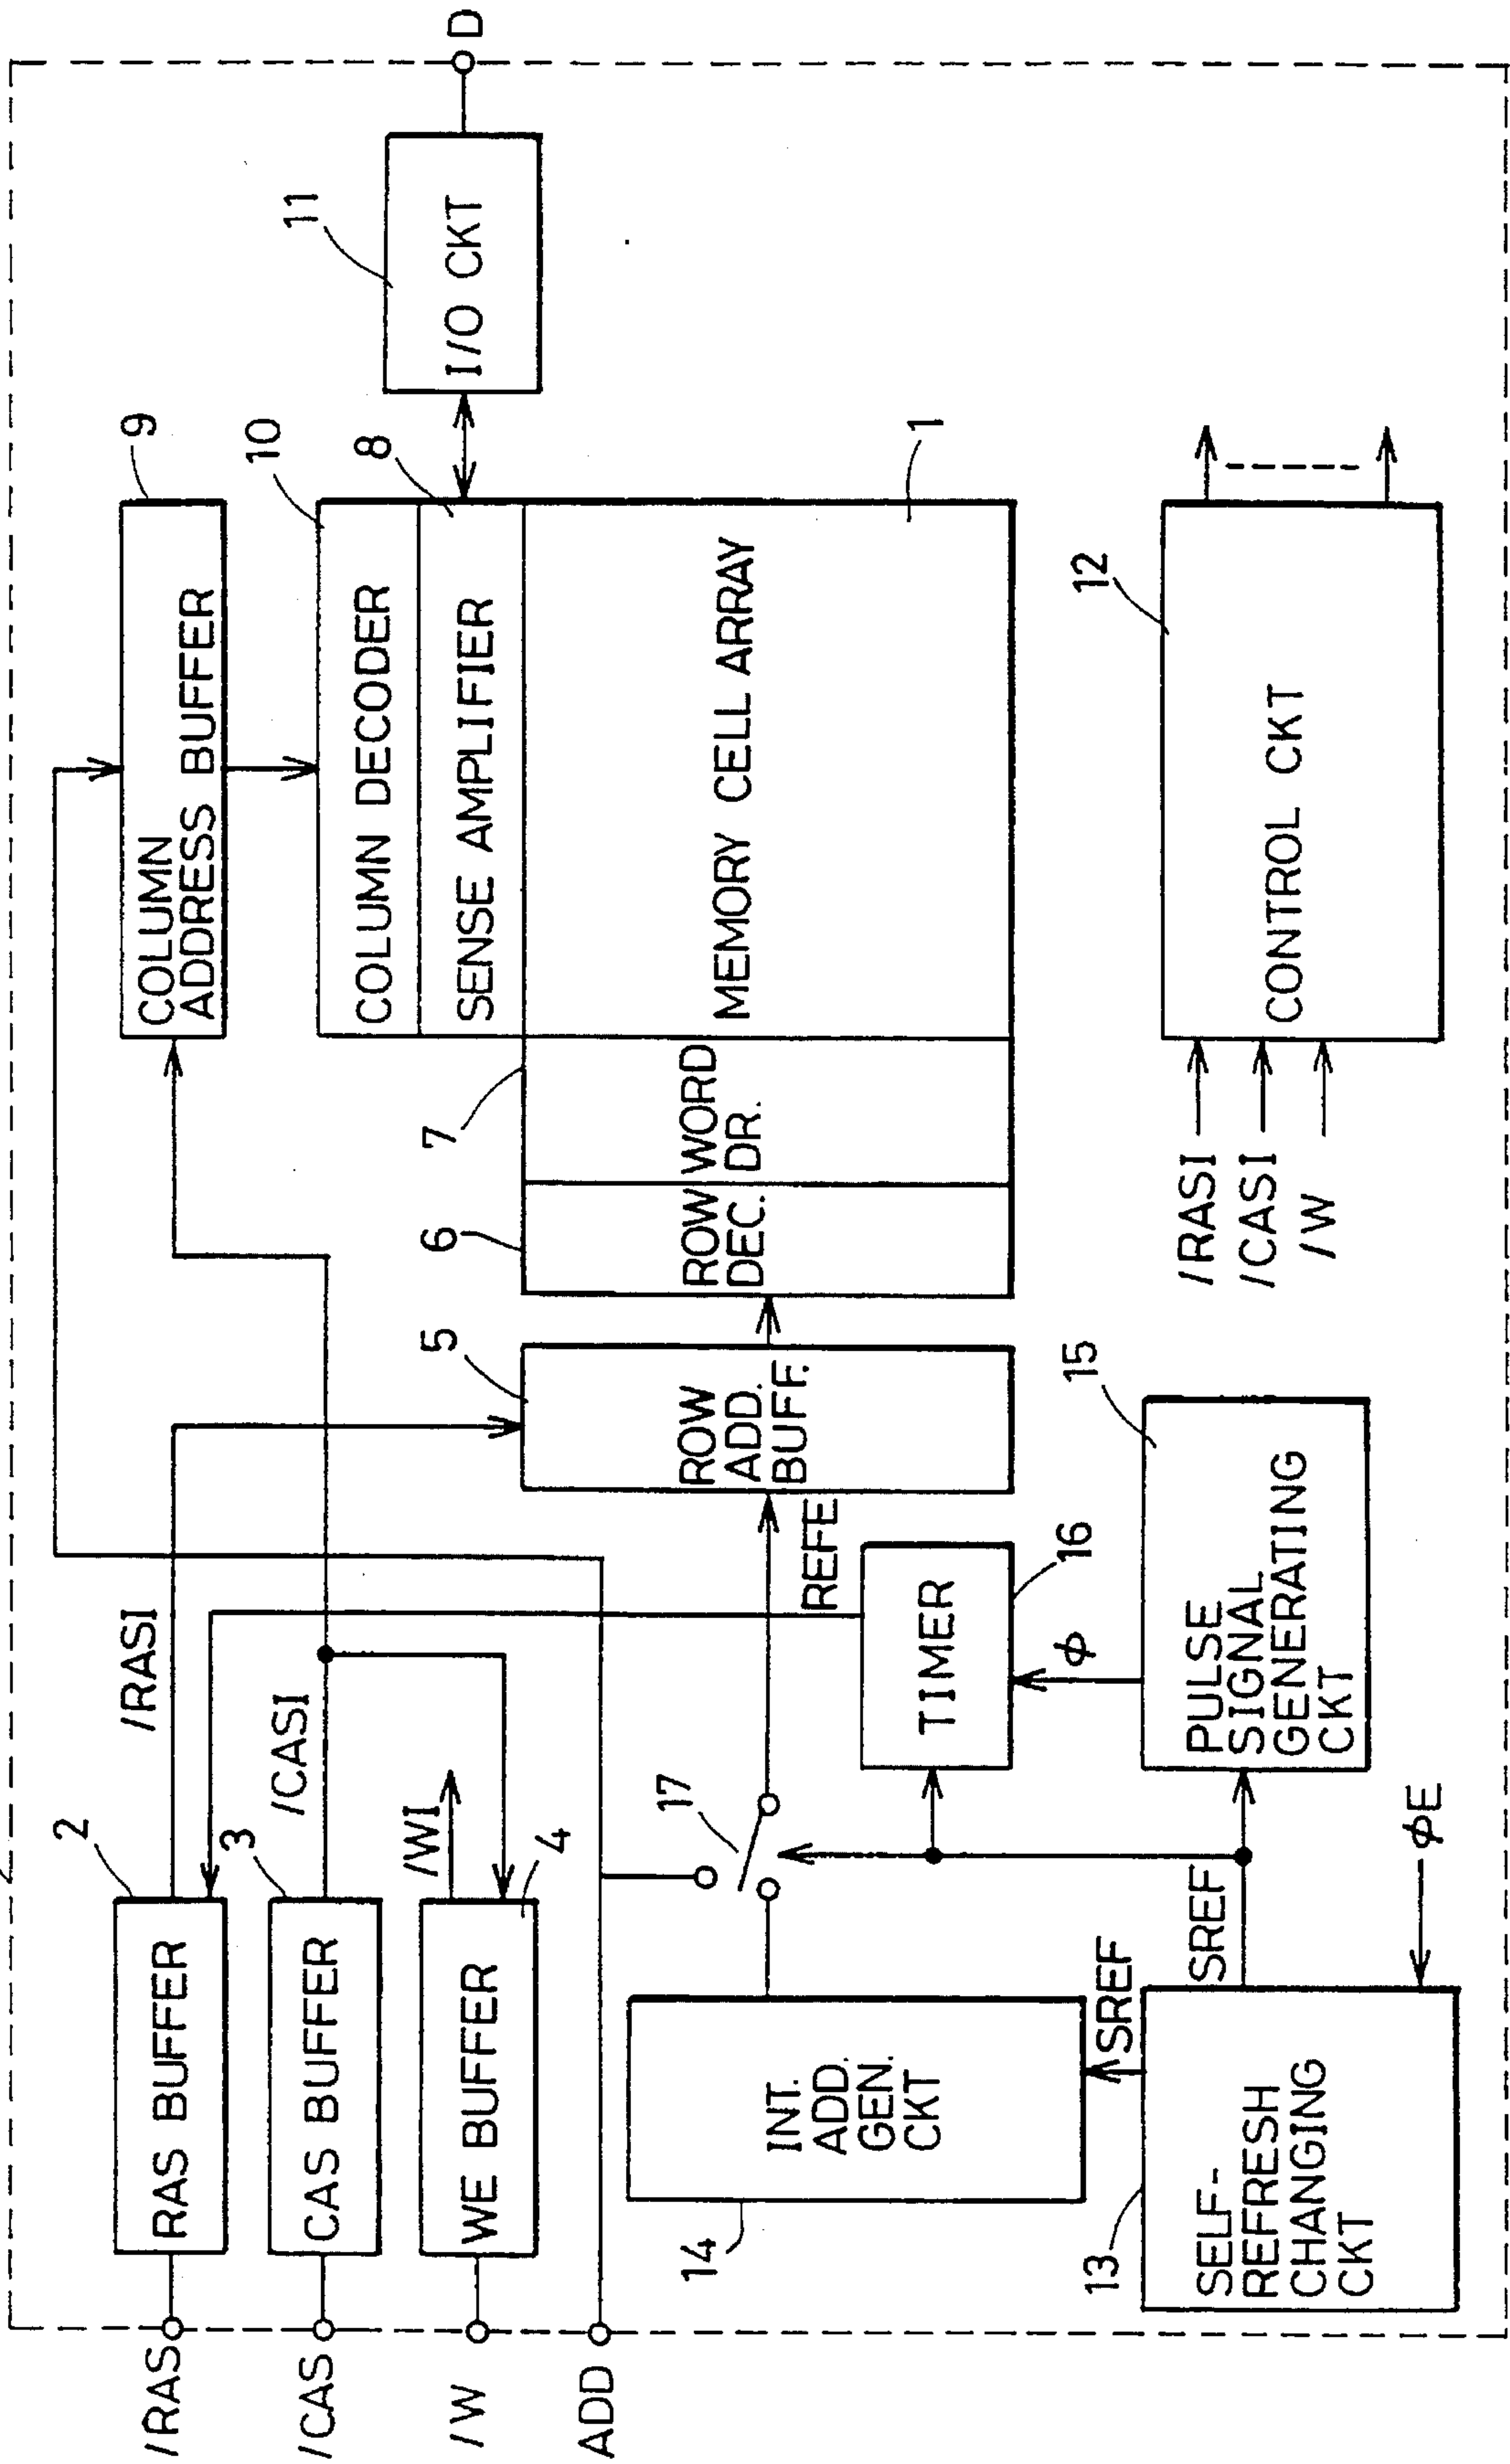 /RAS
/CAS
/W
ADD
2
RAS BUFFER
3
CAS BUFFER
WE BUFFER
4
/RASI
/CASI
/WI
9
COLUMN
ADDRESS BUFFER
10
COLUMN DECODER
8
SENSE AMPLIFIER
11
I/O CKT
D
14
INT.
ADD.
GEN.
CKT
17
REFE
5
ROW
ADD.
BUFF.
6
ROW
DEC.
7
WORD
DR.
MEMORY CELL ARRAY
1
TIMER
16
φ
SREF
SREF
13
SELF-
REFRESH
CHANGING
CKT
φE
15
PULSE
SIGNAL
GENERATING
CKT
/RASI
/CASI
/W
12
CONTROL CKT